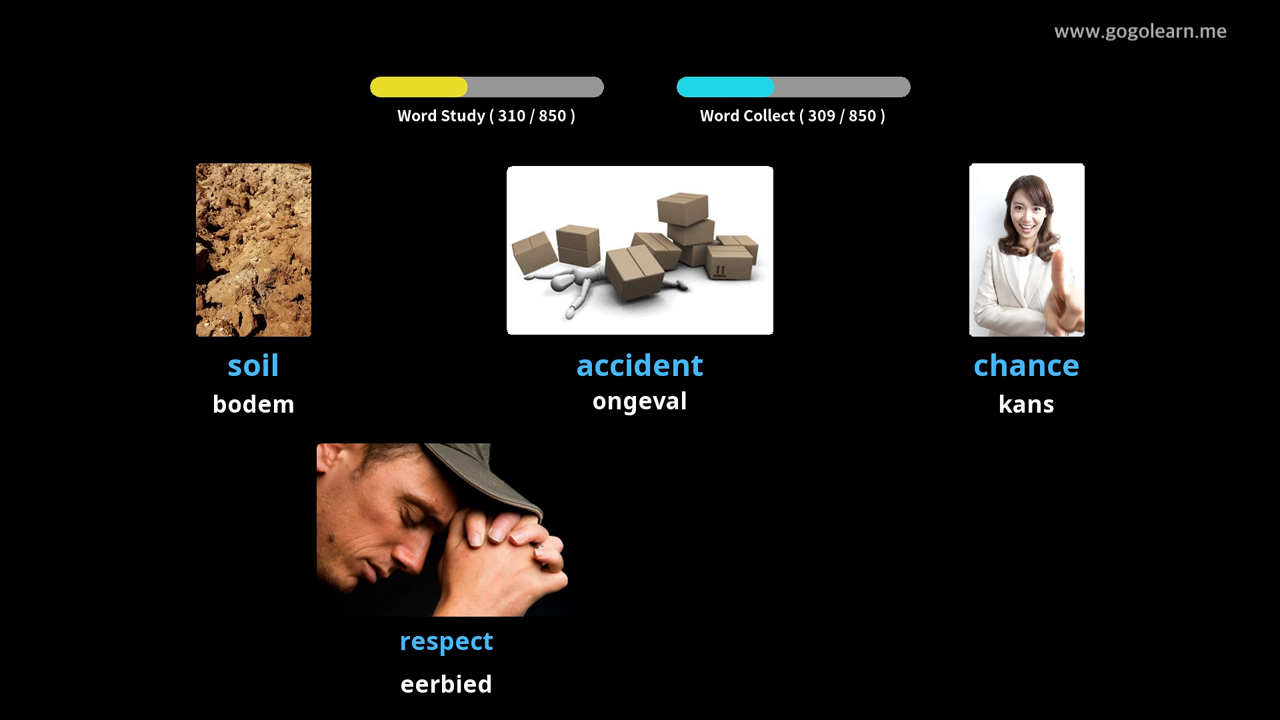 www.gogolearn.me
Word Study ( 310 / 850 )
Word Collect ( 309 / 850 )
soil
bodem
accident
ongeval
chance
kans
respect
eerbied